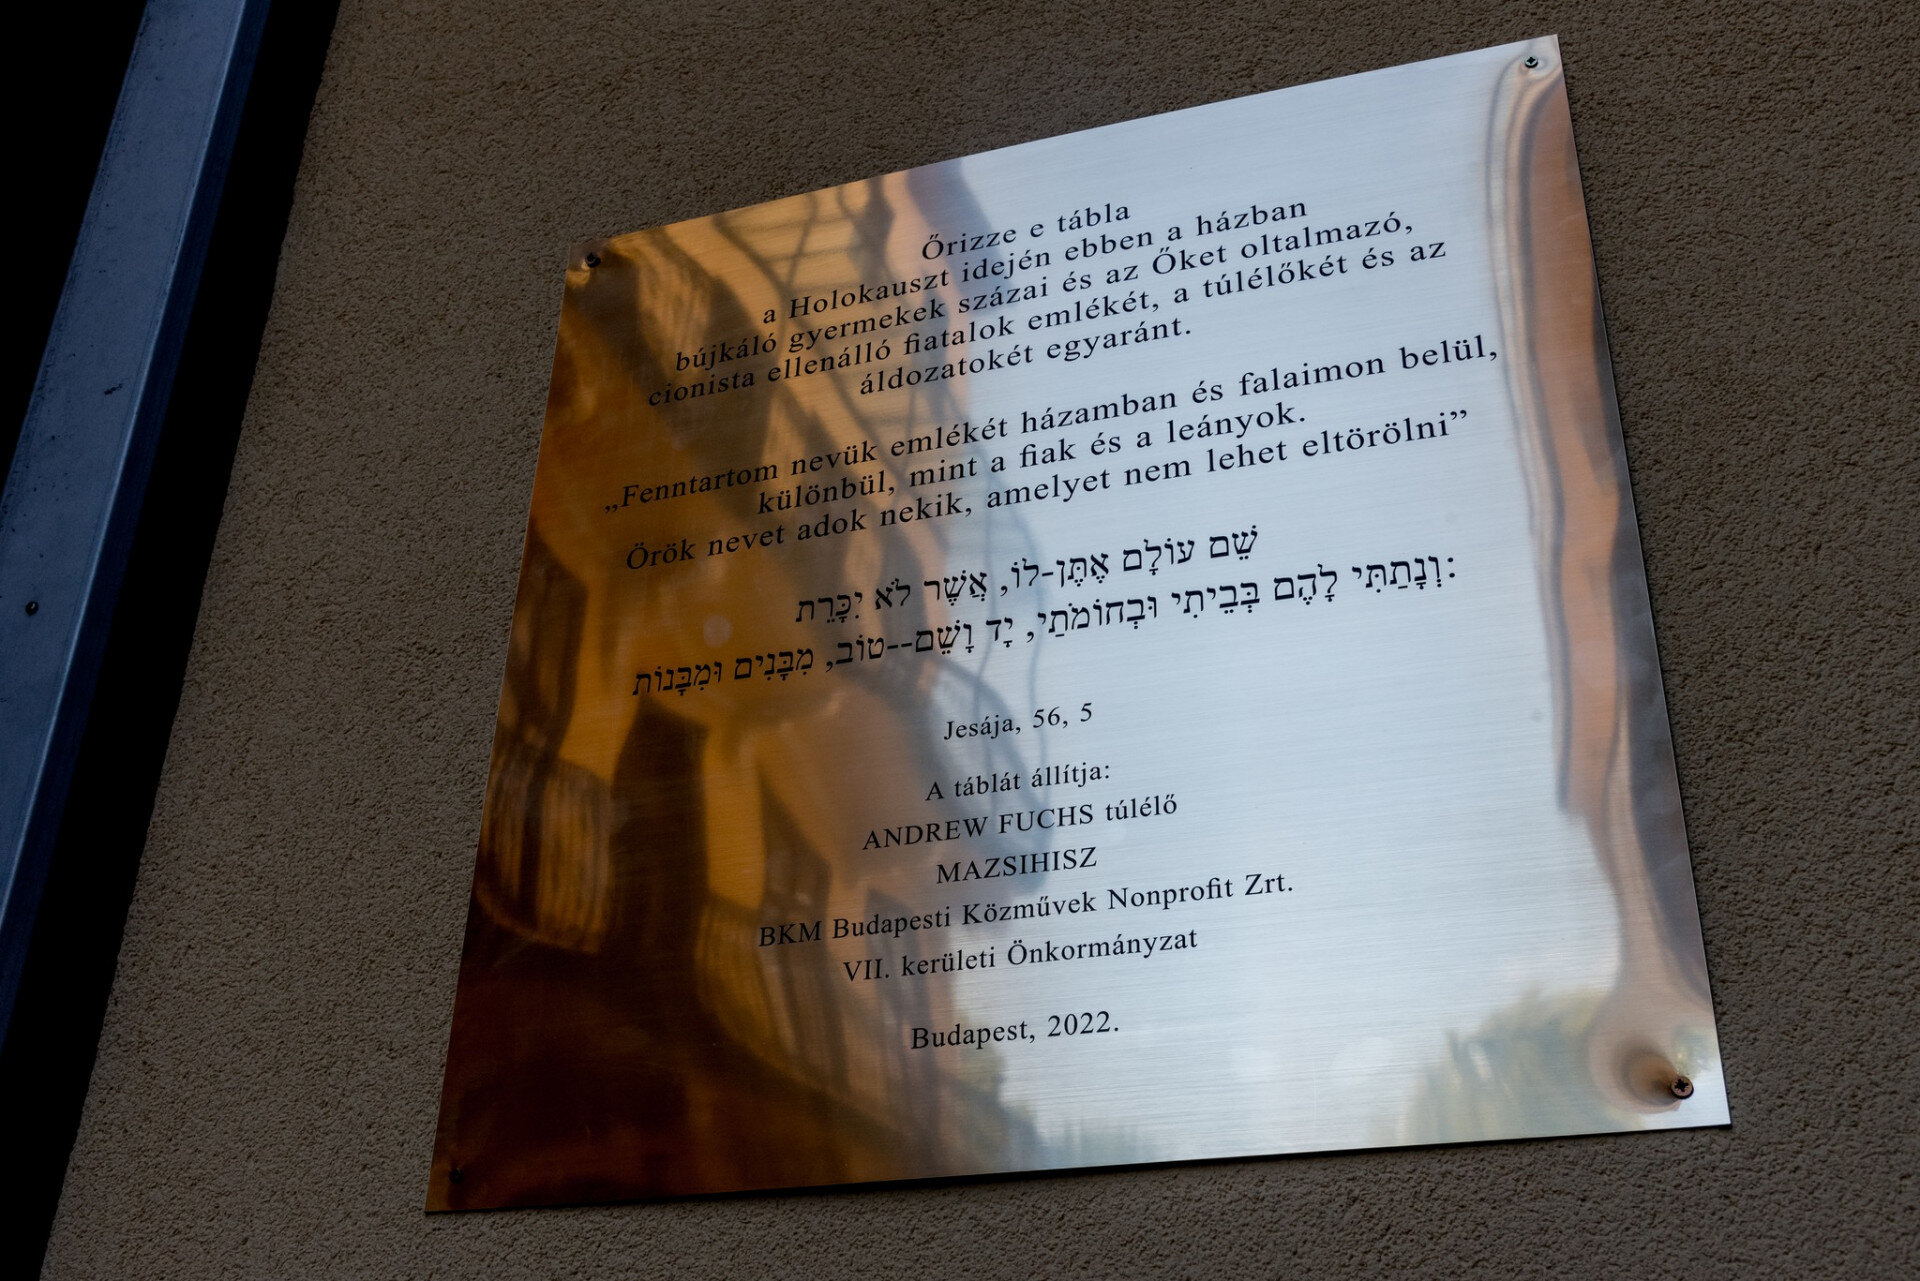 Őrizze e tábla
a Holokauszt idején ebben a házban
bújkáló gyermekek százai és az Őket oltalmazó,
cionista ellenálló fiatalok emlékét, a túlélőkét és az
áldozatokét egyaránt.
„Fenntartom nevük emlékét házamban és falaimon belül,
különbül, mint a fiak és a leányok.
Örök nevet adok nekik, amelyet nem lehet eltörölni”
שֵׁם עוֹלָם אֶתֶּן-לוֹ, אֲשֶׁר לֹא יִכָּרֵת
וְנָתַתִּי לָהֶם בְּבֵיתִי וּבְחוֹמֹתַי, יָד וָשֵׁם--טוֹב, מִבָּנִים וּמִבָּנוֹת:
Jesája, 56, 5
A táblát állítja:
ANDREW FUCHS túlélő
MAZSIHISZ
BKM Budapesti Közművek Nonprofit Zrt.
VII. kerületi Önkormányzat
Budapest, 2022.